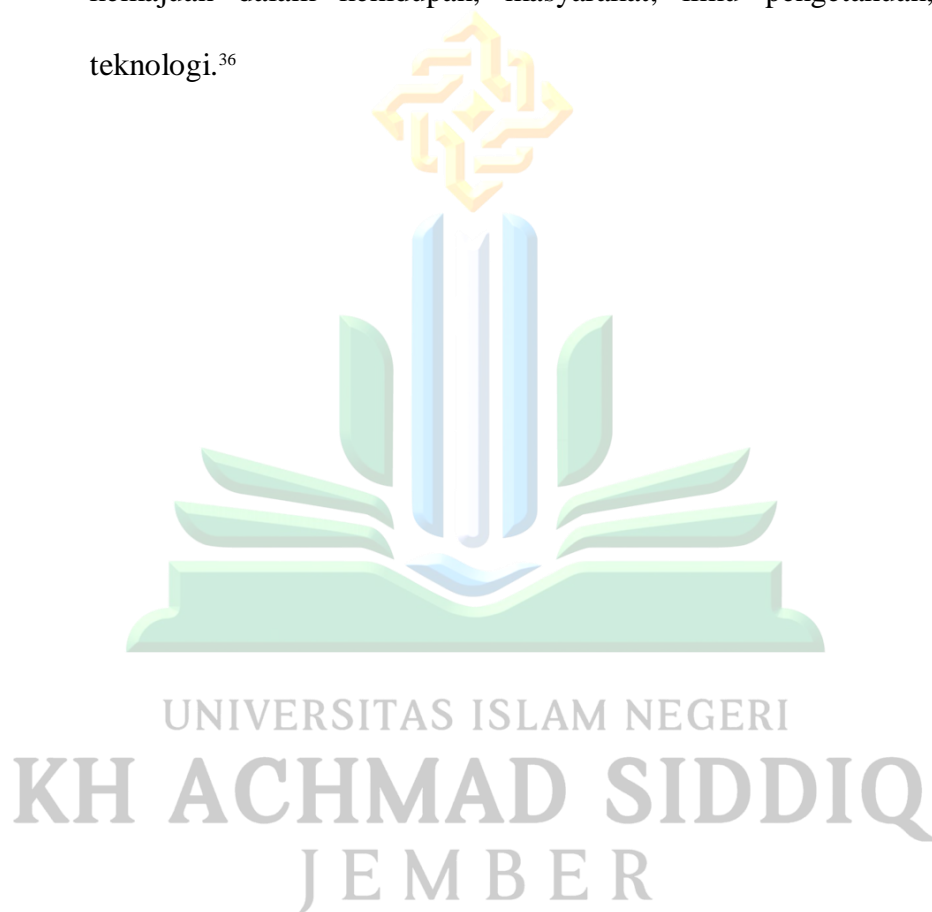 kemajuan dalam kehidupan, masyarakat, ilmu pengetahuan,
teknologi.³⁶
UNIVERSITAS ISLAM NEGERI
KH ACHMAD SIDDIQ
JEMBER